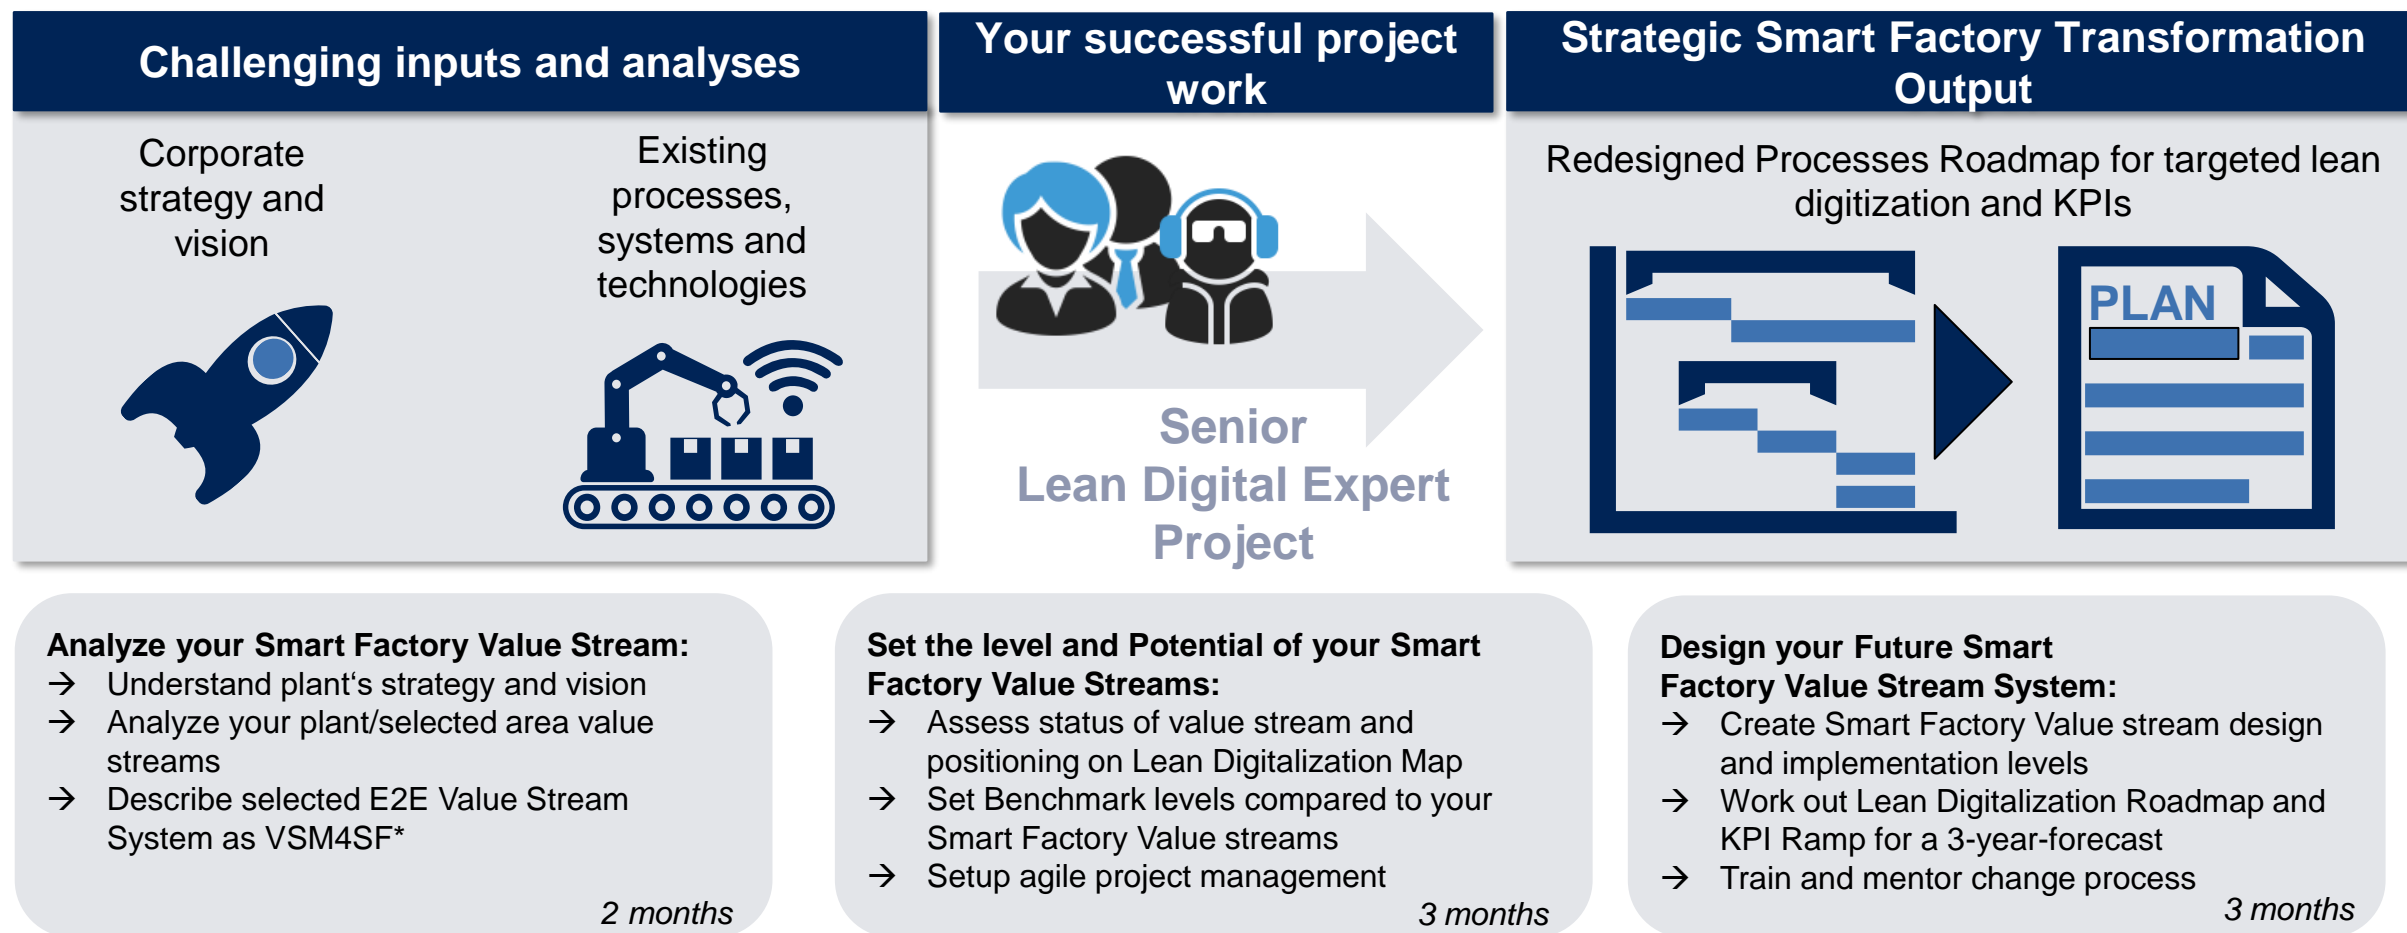 Challenging inputs and analyses
Your successful project
work
Strategic Smart Factory Transformation
Output
Corporate
strategy and
vision
Existing
processes,
systems and
technologies
Senior
Lean Digital Expert
Project
Redesigned Processes Roadmap for targeted lean
digitization and KPIs
PLAN
Analyze your Smart Factory Value Stream:
→ Understand plant‘s strategy and vision
→ Analyze your plant/selected area value
streams
→ Describe selected E2E Value Stream
System as VSM4SF*
2 months
Set the level and Potential of your Smart
Factory Value Streams:
→ Assess status of value stream and
positioning on Lean Digitalization Map
→ Set Benchmark levels compared to your
Smart Factory Value streams
→ Setup agile project management
3 months
Design your Future Smart
Factory Value Stream System:
→ Create Smart Factory Value stream design
and implementation levels
→ Work out Lean Digitalization Roadmap and
KPI Ramp for a 3-year-forecast
→ Train and mentor change process
3 months